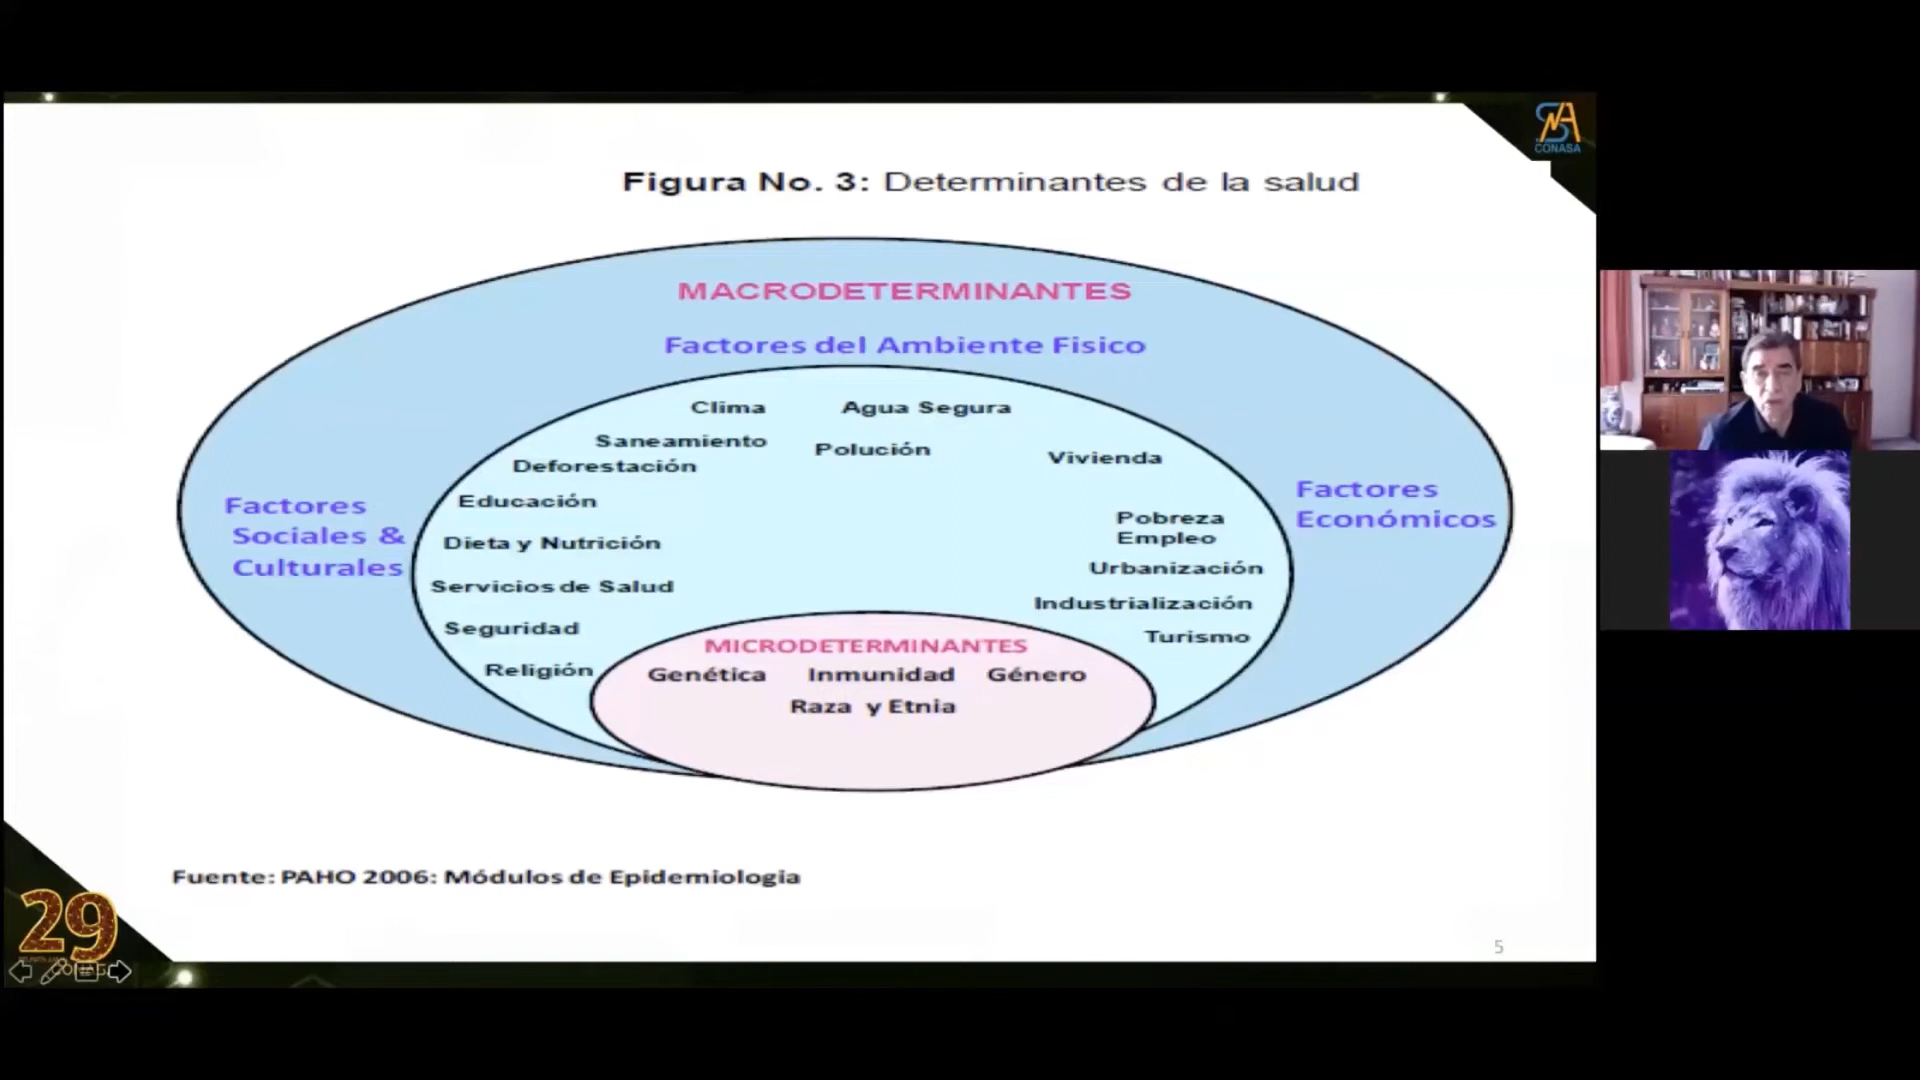 CONASA
Figura No. 3: Determinantes de la salud
MACRODETERMINANTES
Factores del Ambiente Fisico
Clima
Agua Segura
Saneamiento
Polución
Deforestación
Vivienda
Factores
Sociales &
Culturales
Educación
Dieta y Nutrición
Servicios de Salud
Seguridad
Religión
Pobreza
Empleo
Urbanización
Industrialización
Turismo
Factores
Económicos
MICRODETERMINANTES
Genética Inmunidad Género
Raza y Etnia
Fuente: PAHO 2006: Módulos de Epidemiologia
29
5